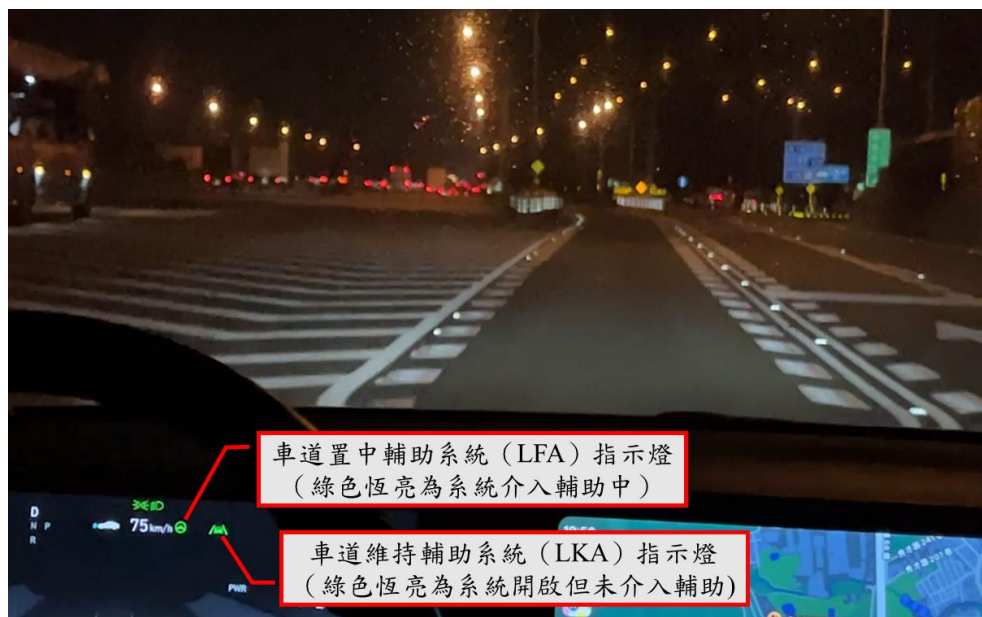 車道置中輔助系統（LFA）指示燈
（綠色恆亮為系統介入輔助中）
D
N P
R
75 km/h
車道維持輔助系統（LKA）指示燈
（綠色恆亮為系統開啟但未介入輔助)
PWR